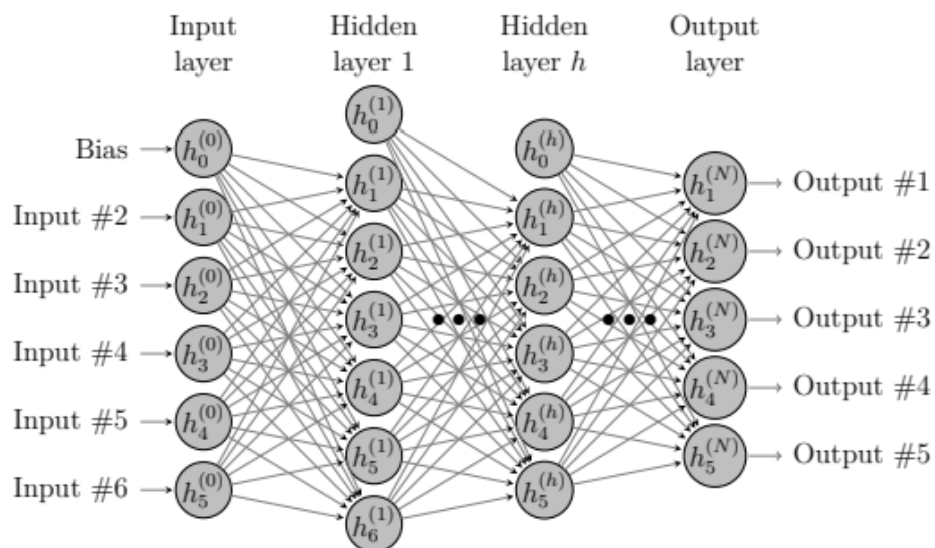 Input layer
Hidden layer 1
Hidden layer h
Output layer
Bias
Input #2
Input #3
Input #4
Input #5
Input #6
h_0^{(0)}
h_1^{(0)}
h_2^{(0)}
h_3^{(0)}
h_4^{(0)}
h_5^{(0)}
h_0^{(1)}
h_1^{(1)}
h_2^{(1)}
h_3^{(1)}
h_4^{(1)}
h_5^{(1)}
h_6^{(1)}
h_0^{(h)}
h_1^{(h)}
h_2^{(h)}
h_3^{(h)}
h_4^{(h)}
h_5^{(h)}
h_1^{(N)}
h_2^{(N)}
h_3^{(N)}
h_4^{(N)}
h_5^{(N)}
Output #1
Output #2
Output #3
Output #4
Output #5